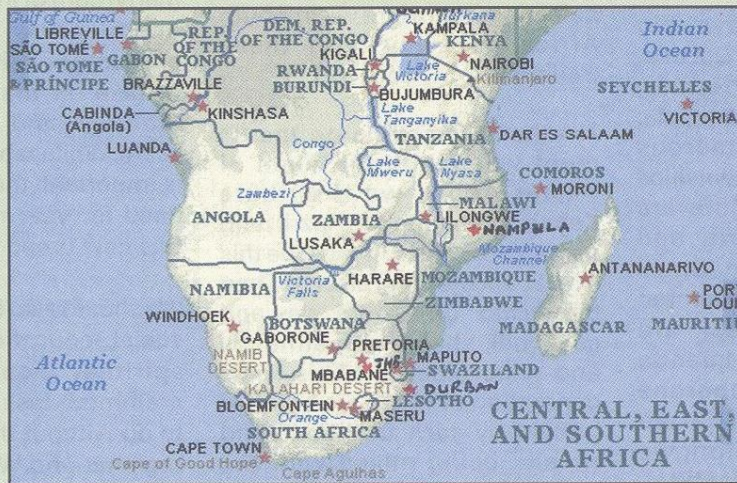 Gulf of Guinea
LIBREVILLE
SÃO TOMÉ
SÃO TOME
& PRÍNCIPE
GABON
REP.
OF THE
CONGO
DEM. REP.
OF THE CONGO
KAMPALA
KENYA
NAIROBI
Kilimanjaro
KIGALI
RWANDA
BURUNDI
BUJUMBURA
Lake
Victoria
Indian
Ocean
SEYCHELLES
VICTORIA
BRAZZAVILLE
KINSHASA
CABINDA
(Angola)
LUANDA
Congo
Lake
Tanganyika
TANZANIA
DAR ES SALAAM
Lake
Mweru
Lake
Nyasa
COMOROS
MORONI
Zambezi
ANGOLA
ZAMBIA
LUSAKA
MALAWI
LILONGWE
NAMPULA
Mozambique
Channel
Victoria
Falls
HARARE
MOZAMBIQUE
ZIMBABWE
ANTANANARIVO
MADAGASCAR
PORT
LOUI
MAURITIU
NAMIBIA
WINDHOEK
BOTSWANA
GABORONE
PRETORIA
MAPUTO
MBABANE
SWAZILAND
NAMIB
DESERT
KALAHARI DESERT
DURBAN
LESOTHO
BLOEMFONTEIN
Orange
MASERU
SOUTH AFRICA
Atlantic
Ocean
CAPE TOWN
Cape of Good Hope
Cape Agulhas
CENTRAL, EAST,
AND SOUTHERN
AFRICA